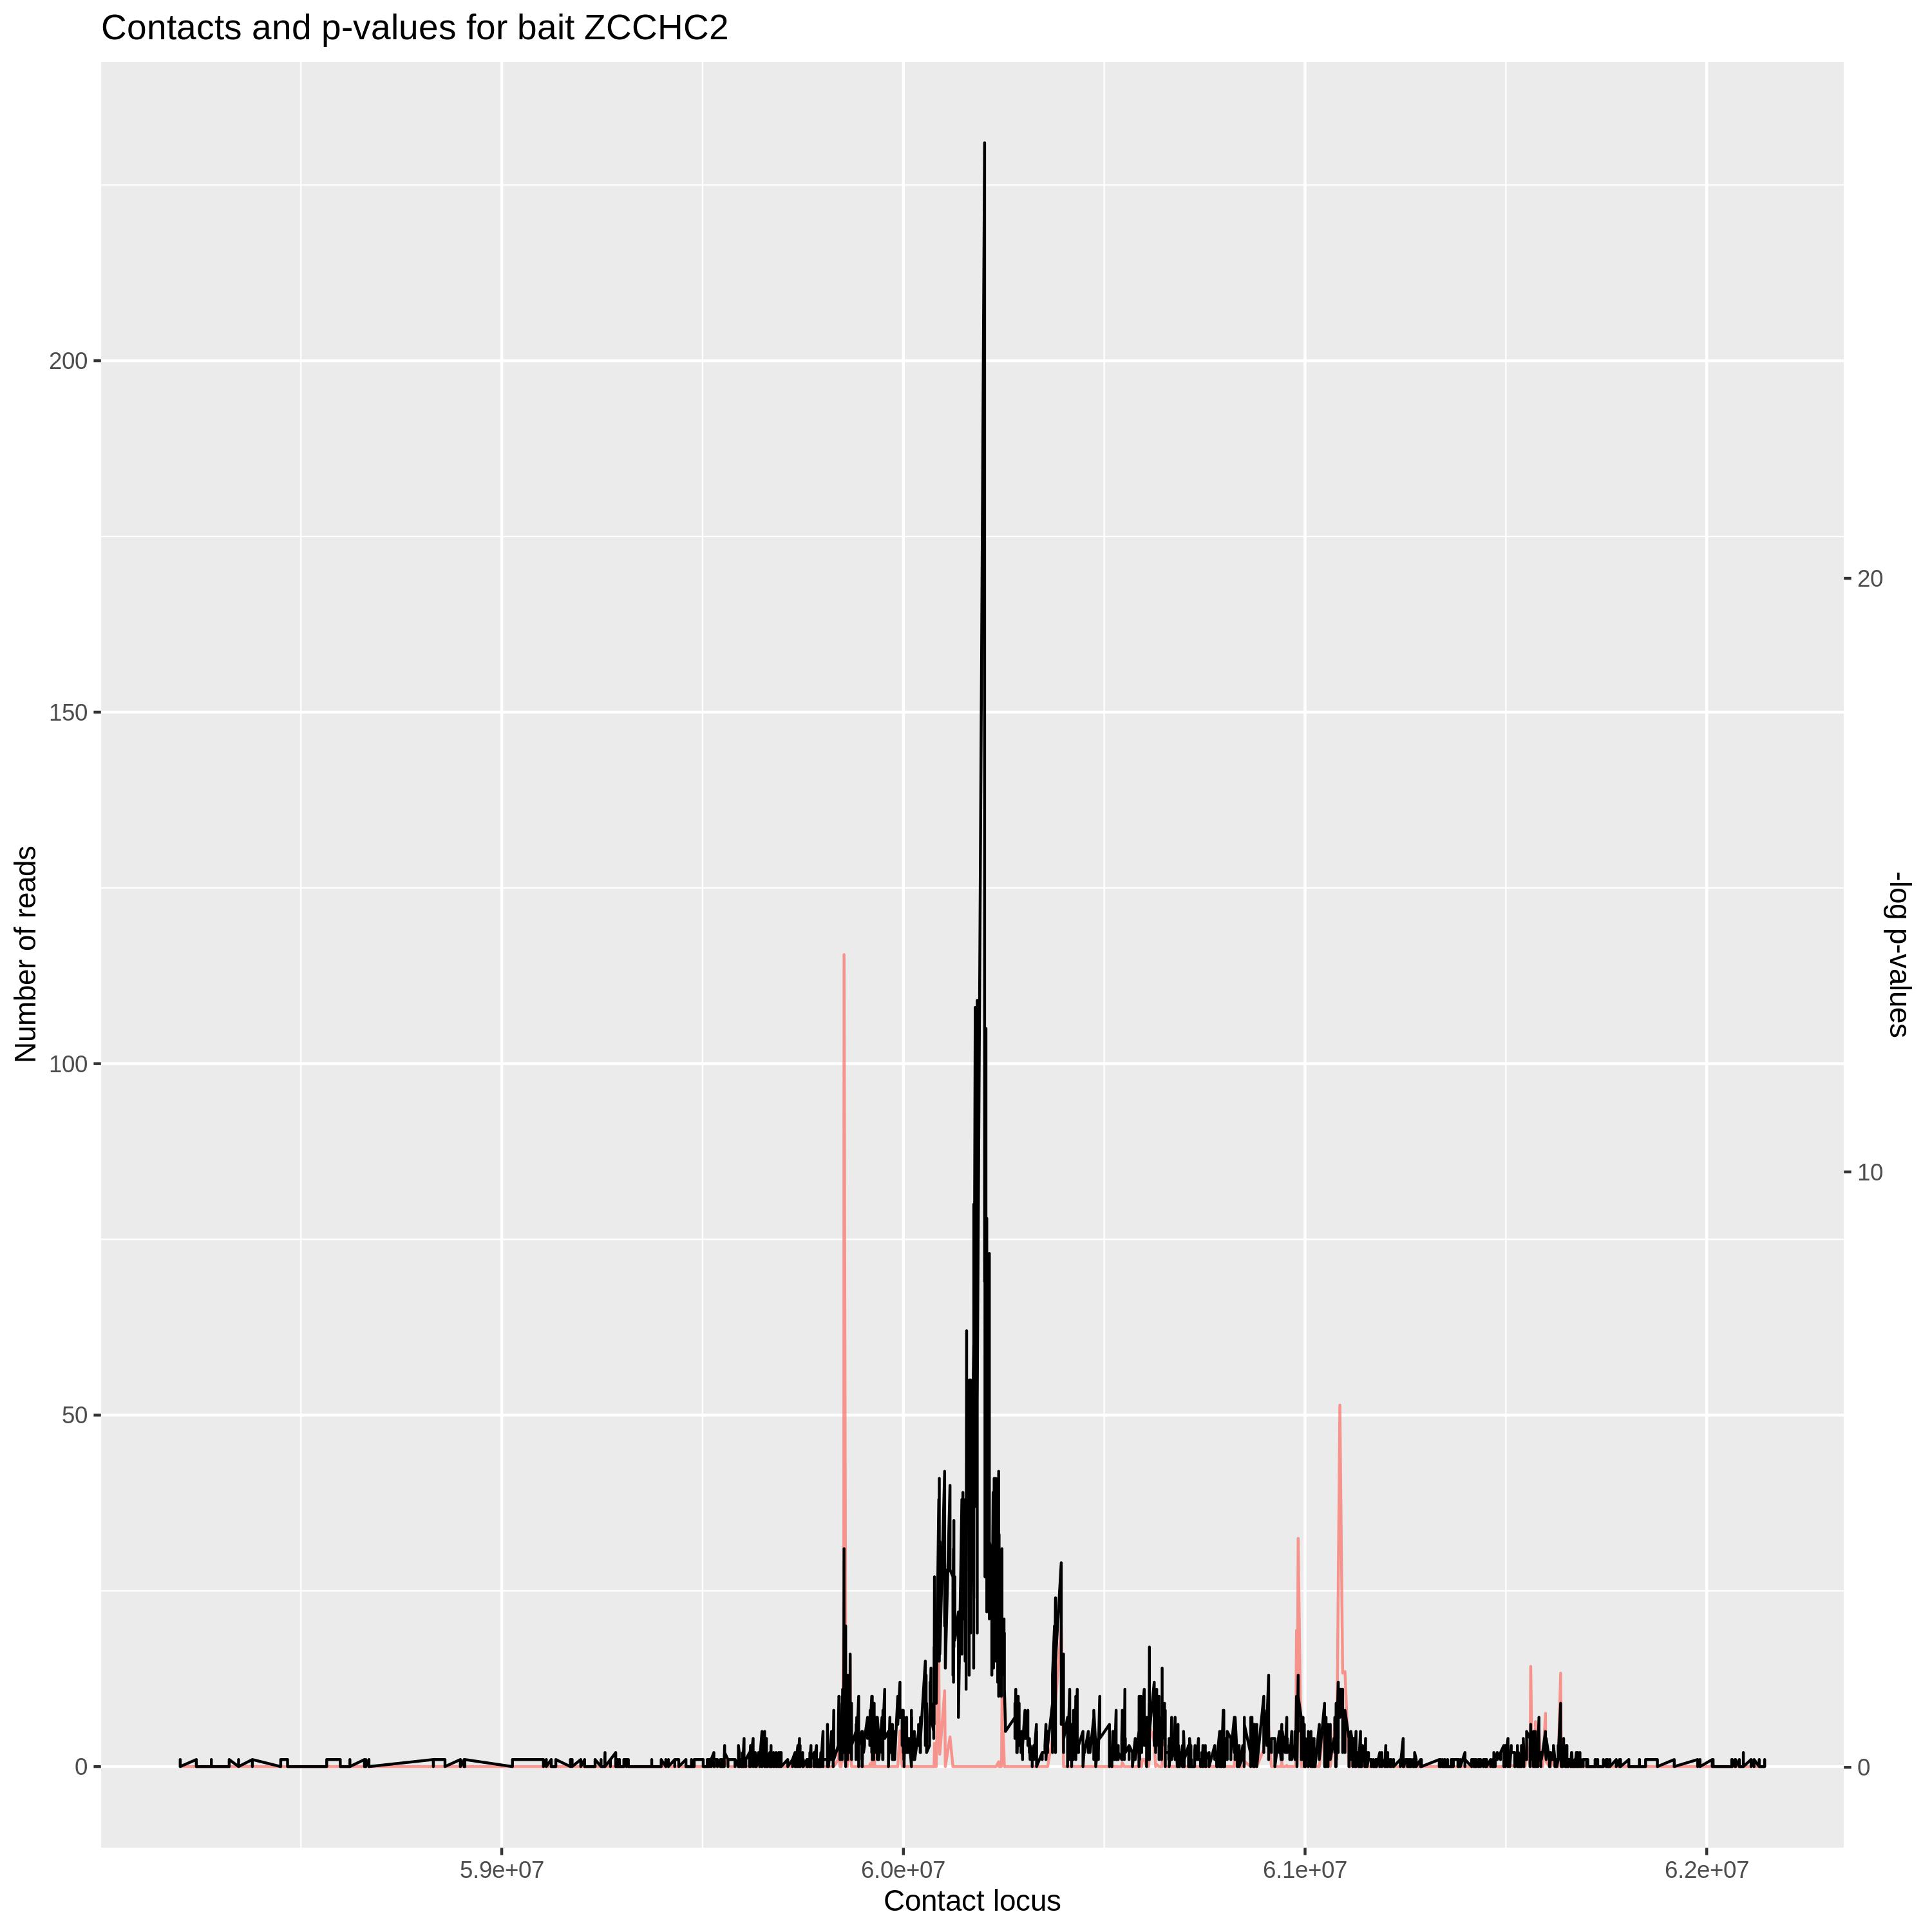 Contacts and p-values for bait ZCCHC2
Number of reads
200
150
100
50
0
20
10
0
-log p-values
5.9e+07
6.0e+07
6.1e+07
6.2e+07
Contact locus